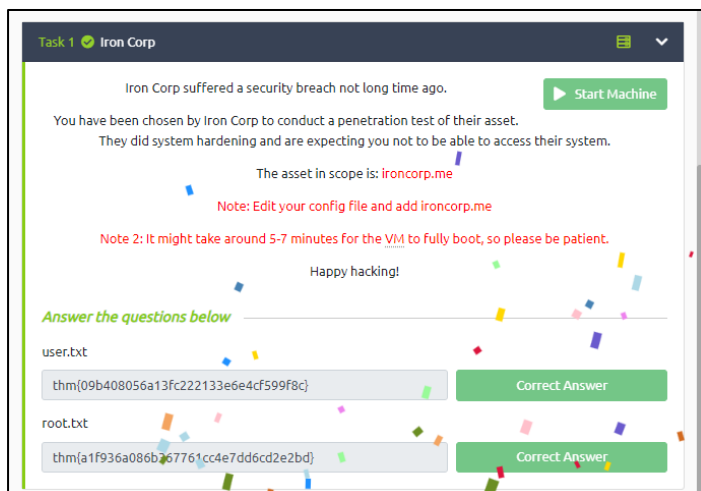 Task 1 Iron Corp
Iron Corp suffered a security breach not long time ago.
Start Machine
You have been chosen by Iron Corp to conduct a penetration test of their asset.
They did system hardening and are expecting you not to be able to access their system.
The asset in scope is: ironcorp.me
Note: Edit your config file and add ironcorp.me
Note 2: It might take around 5-7 minutes for the VM to fully boot, so please be patient.
Happy hacking!
Answer the questions below
user.txt
thm{09b408056a13fc222133e6e4cf599f8c}
Correct Answer
root.txt
thm{a1f936a086b367761cc4e7dd6cd2e2bd}
Correct Answer